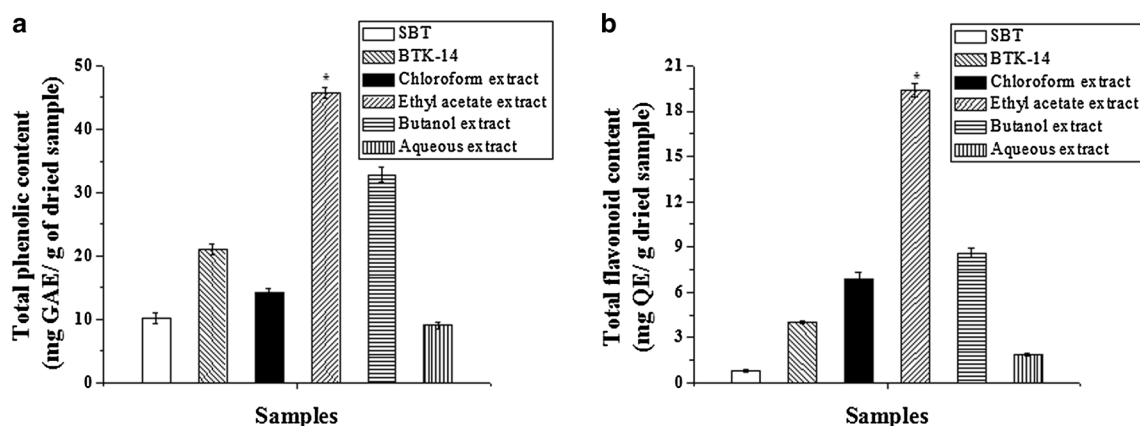 a
SBT
BTK-14
Chloroform extract
Ethyl acetate extract
Butanol extract
Aqueous extract
Total phenolic content
(mg GAE/ g of dried sample)
50
40
30
20
10
0
*
Samples
b
SBT
BTK-14
Chloroform extract
Ethyl acetate extract
Butanol extract
Aqueous extract
Total flavonoid content
(mg QE/ g dried sample)
21
18
15
12
9
6
3
0
*
Samples